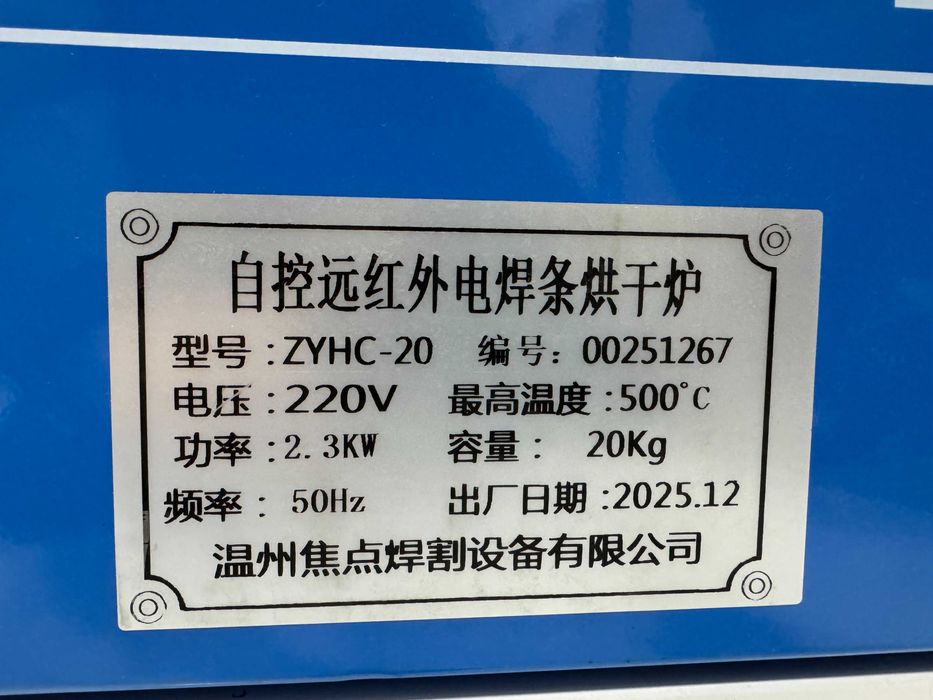 自控远红外电焊条烘干炉
型号:ZYHC-20 编号：00251267
电压:220V 最高温度:500℃
功率:2.3KW 容量： 20Kg
频率：50Hz 出厂日期:2025.12
温州焦点焊割设备有限公司